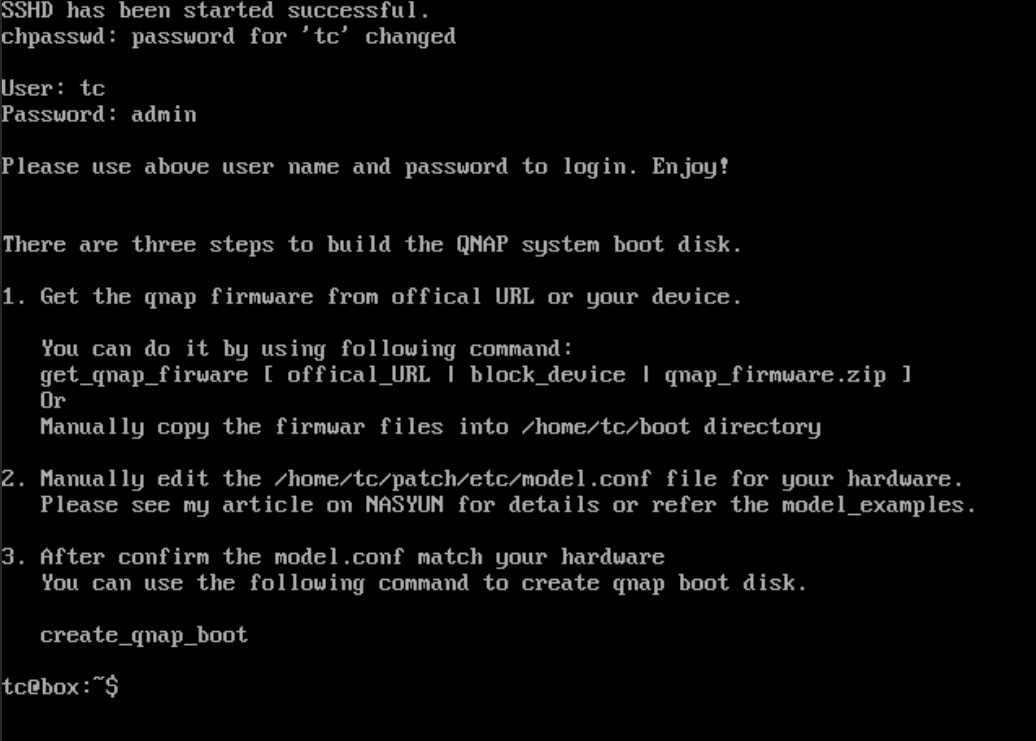 SSHD has been started successful.
chpasswd: password for 'tc' changed
User: tc
Password: admin
Please use above user name and password to login. Enjoy!
There are three steps to build the QNAP system boot disk.
1. Get the qnap firmware from offical URL or your device.
You can do it by using following command:
get_qnap_firware [ offical_URL | block_device | qnap_firmware.zip ]
Or
Manually copy the firmwar files into /home/tc/boot directory
2. Manually edit the /home/tc/patch/etc/model.conf file for your hardware.
Please see my article on NASYUN for details or refer the model_examples.
3. After confirm the model.conf match your hardware
You can use the following command to create qnap boot disk.
create_qnap_boot
tc@box:~$